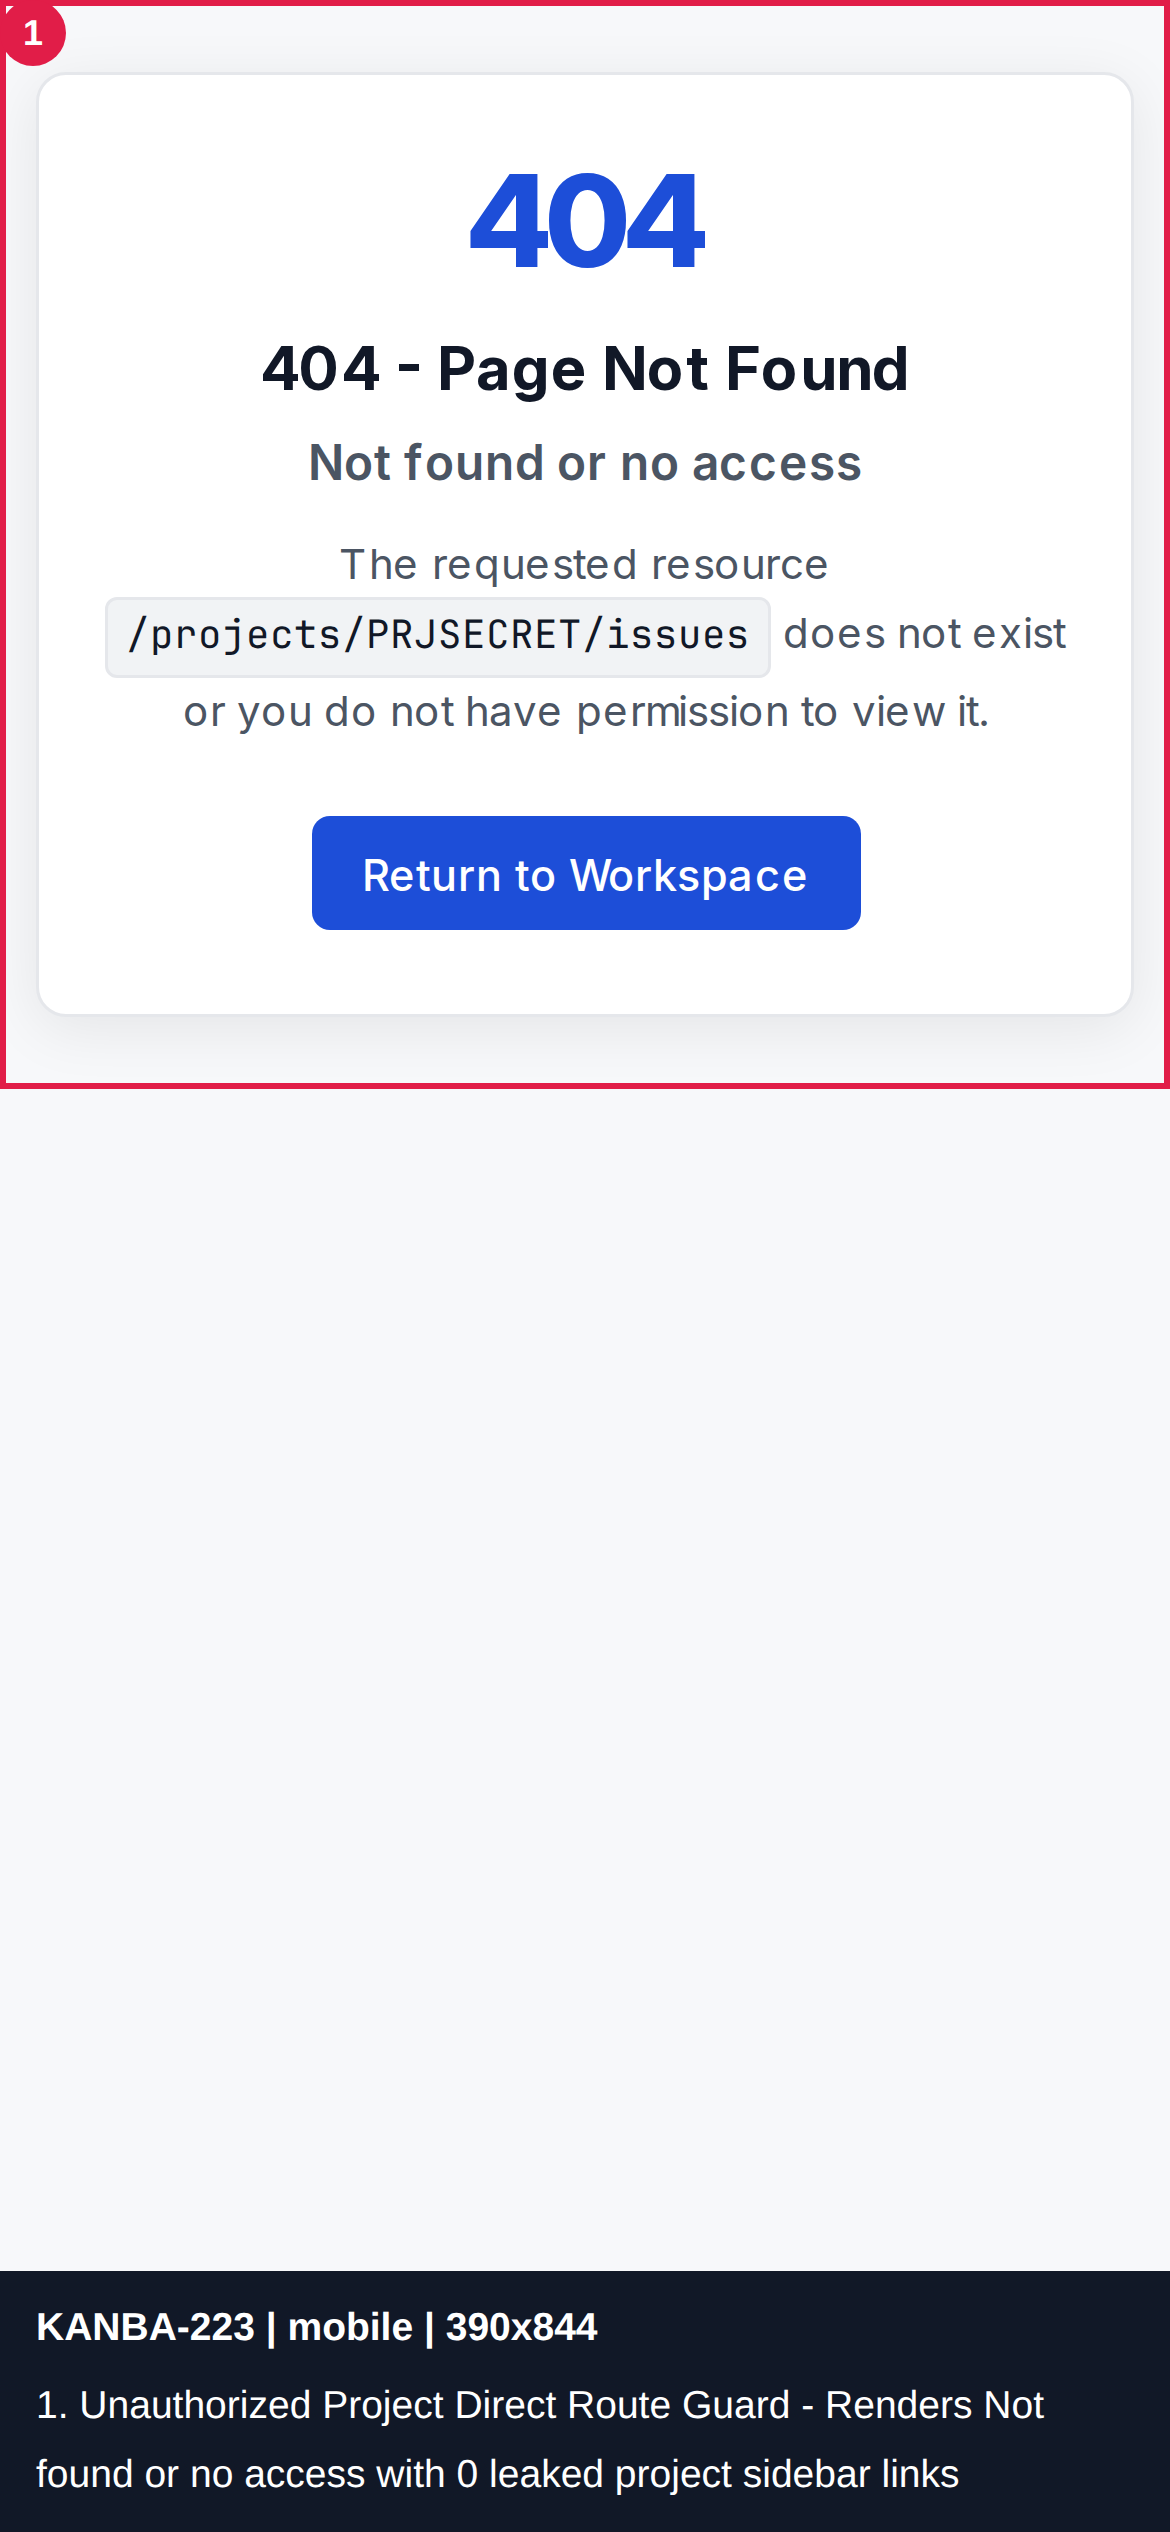 1
404
404 - Page Not Found
Not found or no access
The requested resource
/projects/PRJSECRET/issues does not exist
or you do not have permission to view it.
Return to Workspace
KANBA-223 | mobile | 390x844
1. Unauthorized Project Direct Route Guard - Renders Not
found or no access with 0 leaked project sidebar links